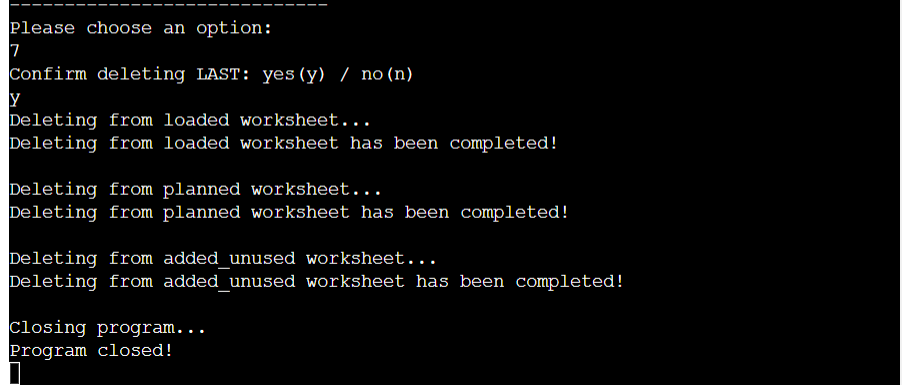 -----------------------------
Please choose an option:
7
Confirm deleting LAST: yes(y) / no(n)
y
Deleting from loaded worksheet...
Deleting from loaded worksheet has been completed!
Deleting from planned worksheet...
Deleting from planned worksheet has been completed!
Deleting from added_unused worksheet...
Deleting from added_unused worksheet has been completed!
Closing program...
Program closed!